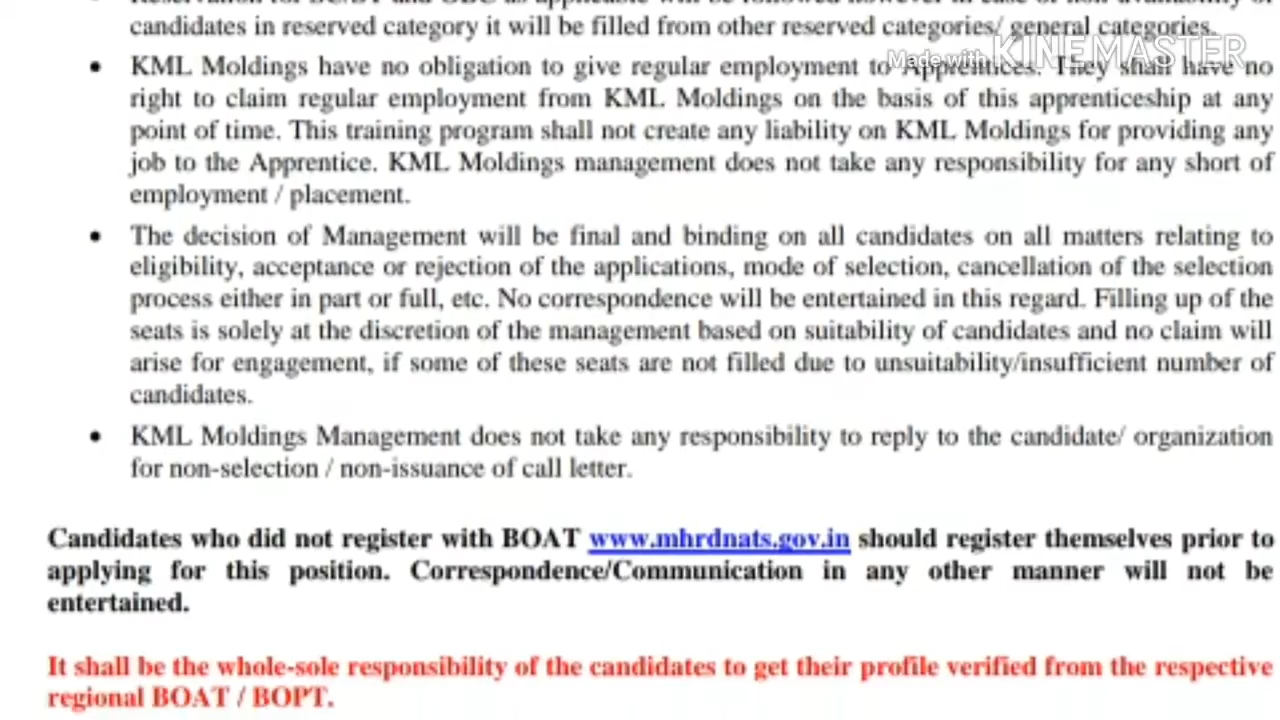 candidates in reserved category it will be filled from other reserved categories/ general categories.
Made with KINEMASTER
• KML Moldings have no obligation to give regular employment to Apprentices. They shall have no
right to claim regular employment from KML Moldings on the basis of this apprenticeship at any
point of time. This training program shall not create any liability on KML Moldings for providing any
job to the Apprentice. KML Moldings management does not take any responsibility for any short of
employment / placement.
• The decision of Management will be final and binding on all candidates on all matters relating to
eligibility, acceptance or rejection of the applications, mode of selection, cancellation of the selection
process either in part or full, etc. No correspondence will be entertained in this regard. Filling up of the
seats is solely at the discretion of the management based on suitability of candidates and no claim will
arise for engagement, if some of these seats are not filled due to unsuitability/insufficient number of
candidates.
• KML Moldings Management does not take any responsibility to reply to the candidate/ organization
for non-selection / non-issuance of call letter.
Candidates who did not register with BOAT www.mhrdnats.gov.in should register themselves prior to
applying for this position. Correspondence/Communication in any other manner will not be
entertained.
It shall be the whole-sole responsibility of the candidates to get their profile verified from the respective
regional BOAT / BOPT.